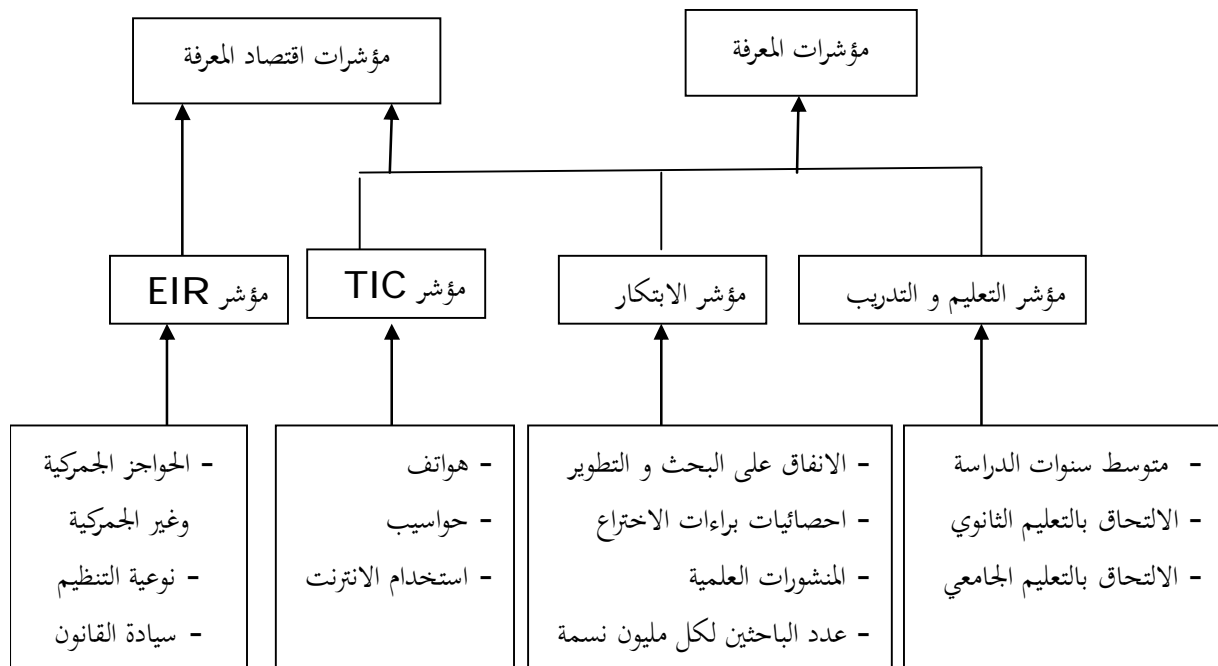 مؤشرات المعرفة
مؤشرات اقتصاد المعرفة
مؤشر التعليم و التدريب
مؤشر الابتكار
مؤشر TIC
مؤشر EIR
- متوسط سنوات الدراسة
- الالتحاق بالتعليم الثانوي
- الالتحاق بالتعليم الجامعي
- الانفاق على البحث و التطوير
- احصائيات براءات الاختراع
- المنشورات العلمية
- عدد الباحثين لكل مليون نسمة
- هواتف
- حواسيب
- استخدام الانترنت
- الحواجز الجمركية
وغير الجمركية
- نوعية التنظيم
- سيادة القانون